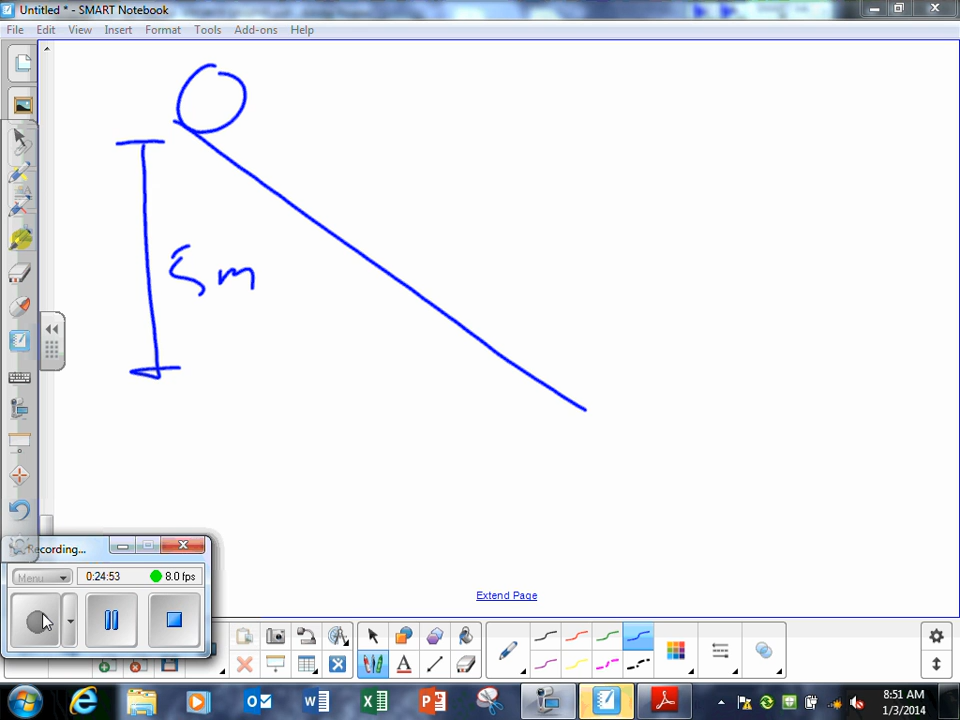 Untitled * - SMART Notebook
File Edit View Insert Format Tools Add-ons Help
5 m
Recording...
Menu 0:24:53 8.0 fps
Extend Page
8:51 AM
1/3/2014